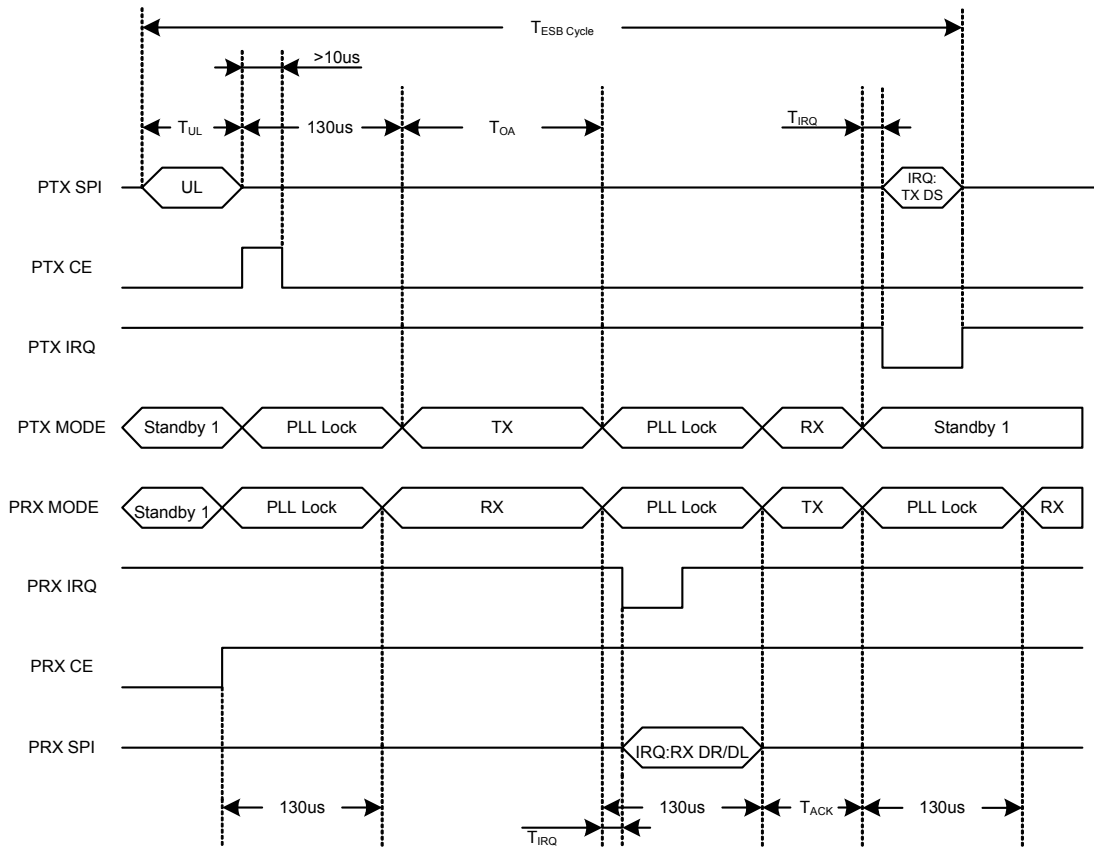 TESB Cycle
>10us
TUL
130us
TOA
TIRQ
PTX SPI
UL
IRQ:
TX DS
PTX CE
PTX IRQ
PTX MODE
Standby 1
PLL Lock
TX
PLL Lock
RX
Standby 1
PRX MODE
Standby 1
PLL Lock
RX
PLL Lock
TX
PLL Lock
RX
PRX IRQ
PRX CE
PRX SPI
IRQ:RX DR/DL
130us
130us
TACK
130us
TIRQ